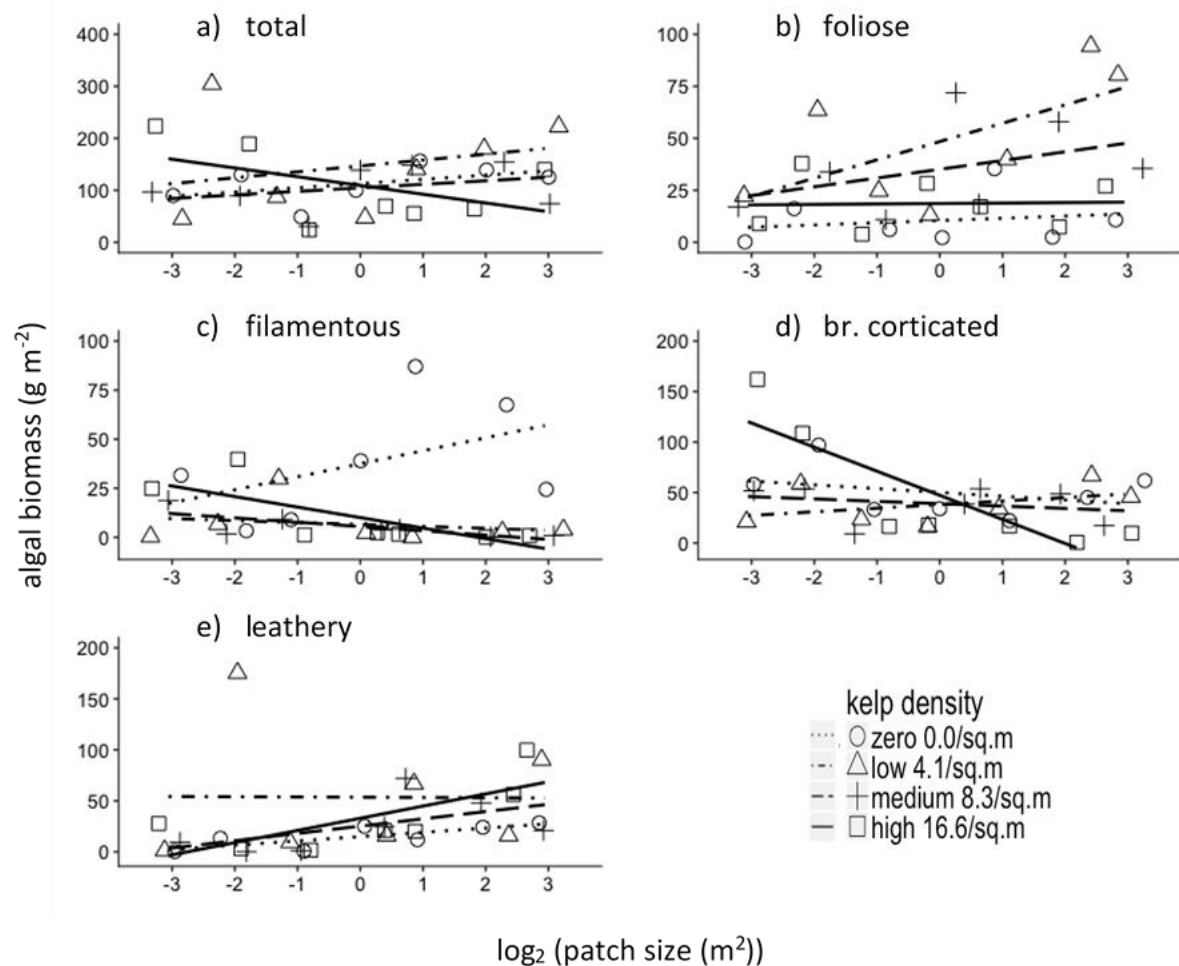 a) total
400
300
200
100
0
-3 -2 -1 0 1 2 3
b) foliose
100
75
50
25
0
-3 -2 -1 0 1 2 3
c) filamentous
100
75
50
25
0
-3 -2 -1 0 1 2 3
d) br. corticated
200
150
100
50
0
-3 -2 -1 0 1 2 3
e) leathery
200
150
100
50
0
-3 -2 -1 0 1 2 3
kelp density
zero 0.0/sq.m
low 4.1/sq.m
medium 8.3/sq.m
high 16.6/sq.m
algal biomass (g m⁻²)
log₂ (patch size (m²))